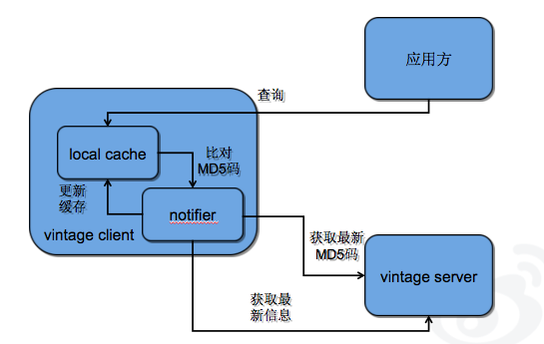 应用方
查询
local cache
比对
MD5码
更新
缓存
notifier
vintage client
获取最新
MD5码
vintage server
获取最
新信息